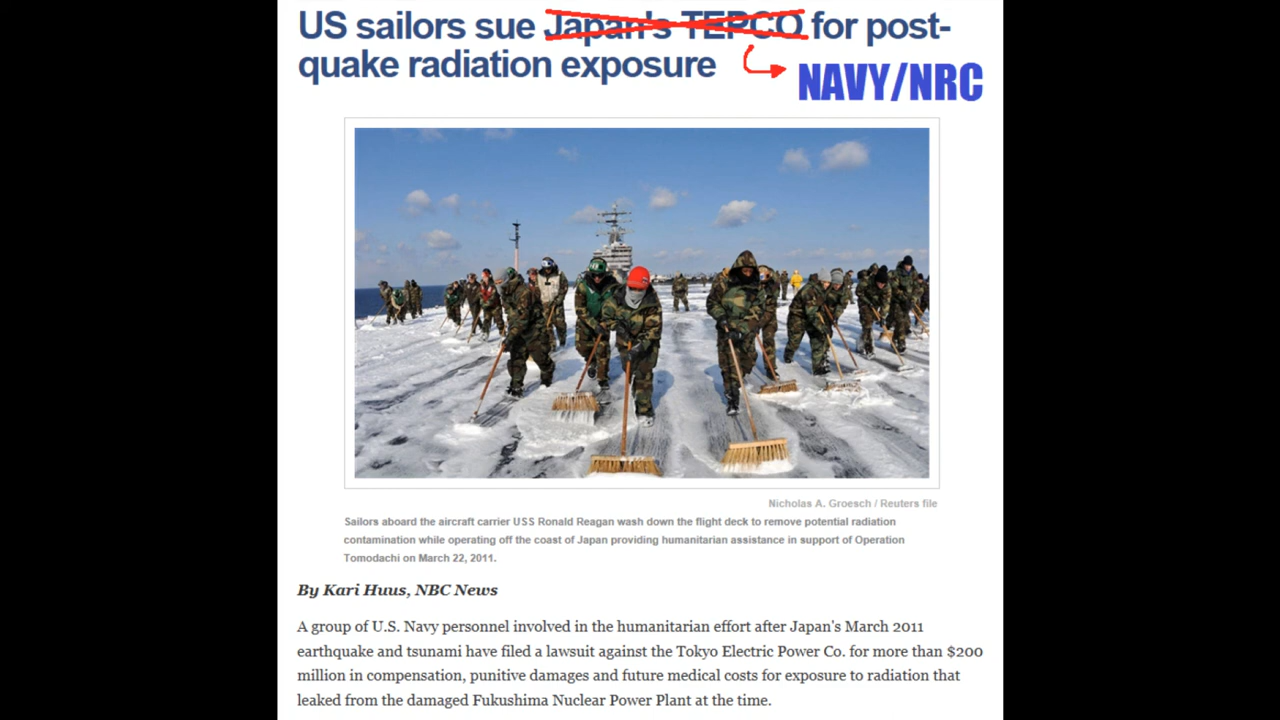 US sailors sue Japan's TEPCO for post-
quake radiation exposure
NAVY/NRC
Nicholas A. Groesch / Reuters file
Sailors aboard the aircraft carrier USS Ronald Reagan wash down the flight deck to remove potential radiation
contamination while operating off the coast of Japan providing humanitarian assistance in support of Operation
Tomodachi on March 22, 2011.
By Kari Huus, NBC News
A group of U.S. Navy personnel involved in the humanitarian effort after Japan's March 2011
earthquake and tsunami have filed a lawsuit against the Tokyo Electric Power Co. for more than $200
million in compensation, punitive damages and future medical costs for exposure to radiation that
leaked from the damaged Fukushima Nuclear Power Plant at the time.